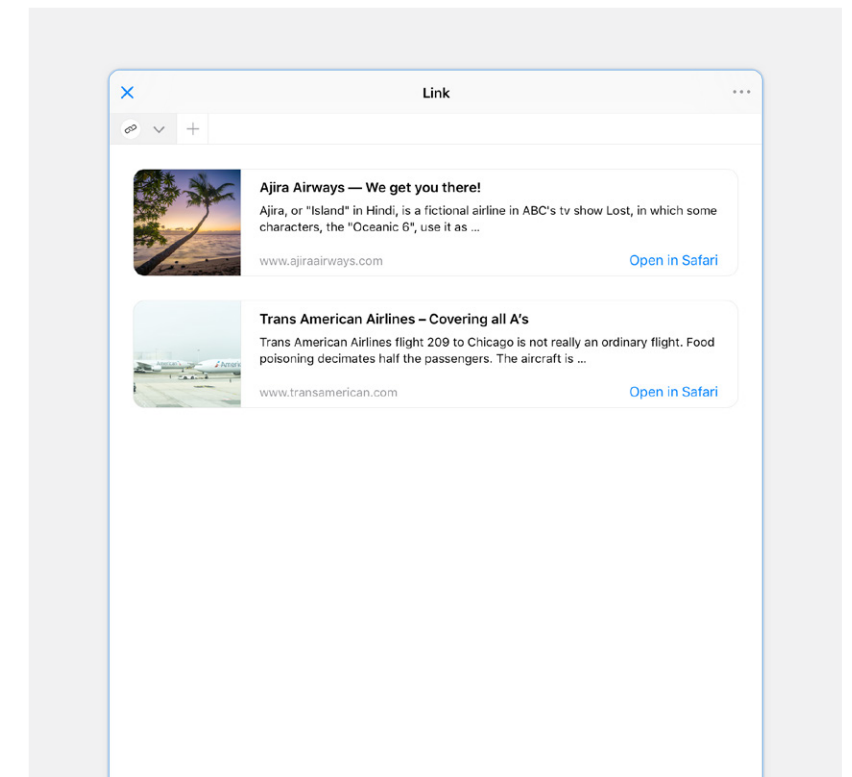 Link
Ajira Airways — We get you there!
Ajira, or "Island" in Hindi, is a fictional airline in ABC's tv show Lost, in which some
characters, the "Oceanic 6", use it as ...
www.ajiraairways.com
Open in Safari
Trans American Airlines – Covering all A’s
Trans American Airlines flight 209 to Chicago is not really an ordinary flight. Food
poisoning decimates half the passengers. The aircraft is ...
www.transamerican.com
Open in Safari